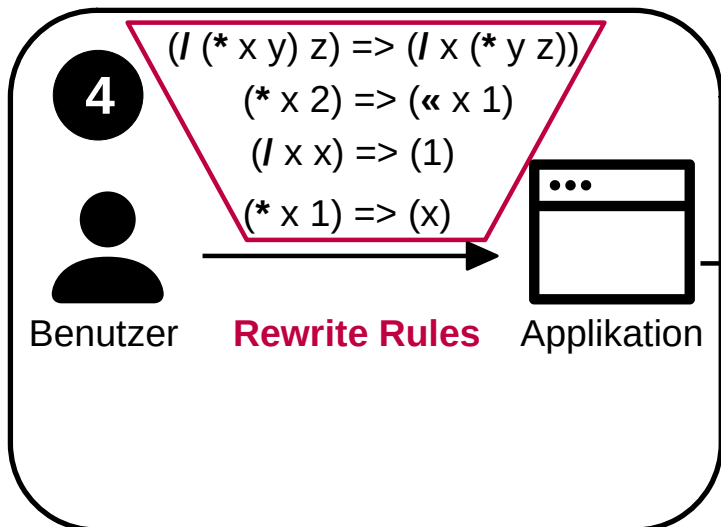 (/ (* x y) z) => (/ x (* y z))
4
(* x 2) => (« x 1)
(/ x x) => (1)
(* x 1) => (x)
Benutzer
Rewrite Rules
Applikation